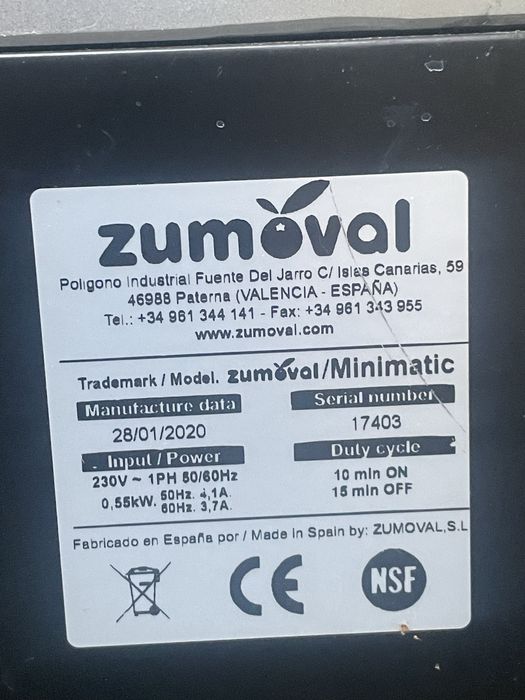 zumoval
Poligono Industrial Fuente Del Jarro C/ Islas Canarias, 59
46988 Paterna (VALENCIA - ESPAÑA)
Tel.: +34 961 344 141 - Fax: +34 961 343 955
www.zumoval.com
Trademark / Model. zumoval/Minimatic
Manufacture data Serial number
28/01/2020 17403
Input / Power Duty cycle
230V ~ 1PH 50/60Hz 10 min ON
0,55kW. 50Hz. 4,1A. 15 min OFF
60Hz. 3,7A.
Fabricado en España por / Made in Spain by: ZUMOVAL,S.L
CE NSF